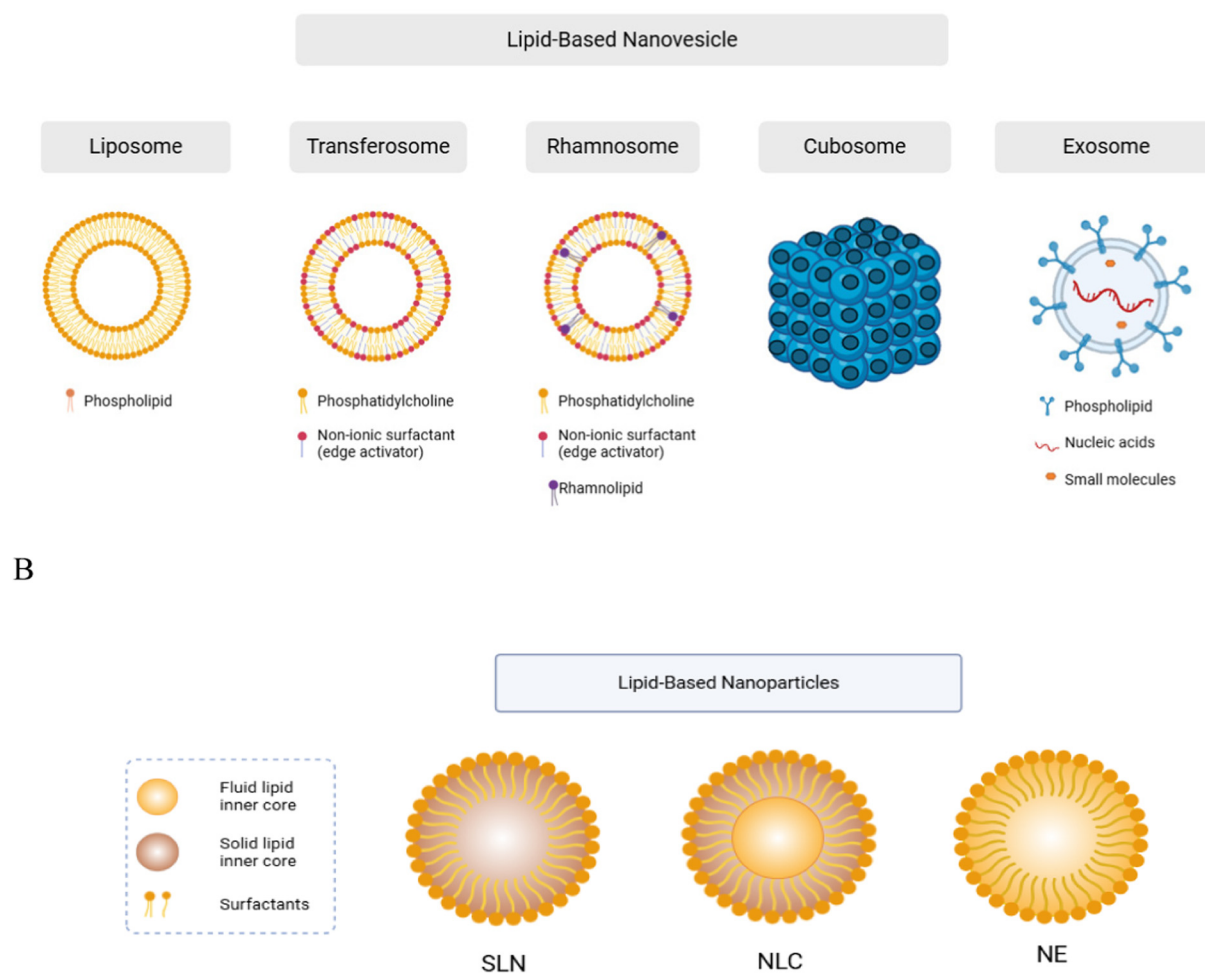 Lipid-Based Nanovesicle
Liposome
Transferosome
Rhamnosome
Cubosome
Exosome
Phospholipid
Phosphatidylcholine
Non-ionic surfactant
(edge activator)
Phosphatidylcholine
Non-ionic surfactant
(edge activator)
Rhamnolipid
Phospholipid
Nucleic acids
Small molecules
B
Lipid-Based Nanoparticles
Fluid lipid
inner core
Solid lipid
inner core
Surfactants
SLN
NLC
NE